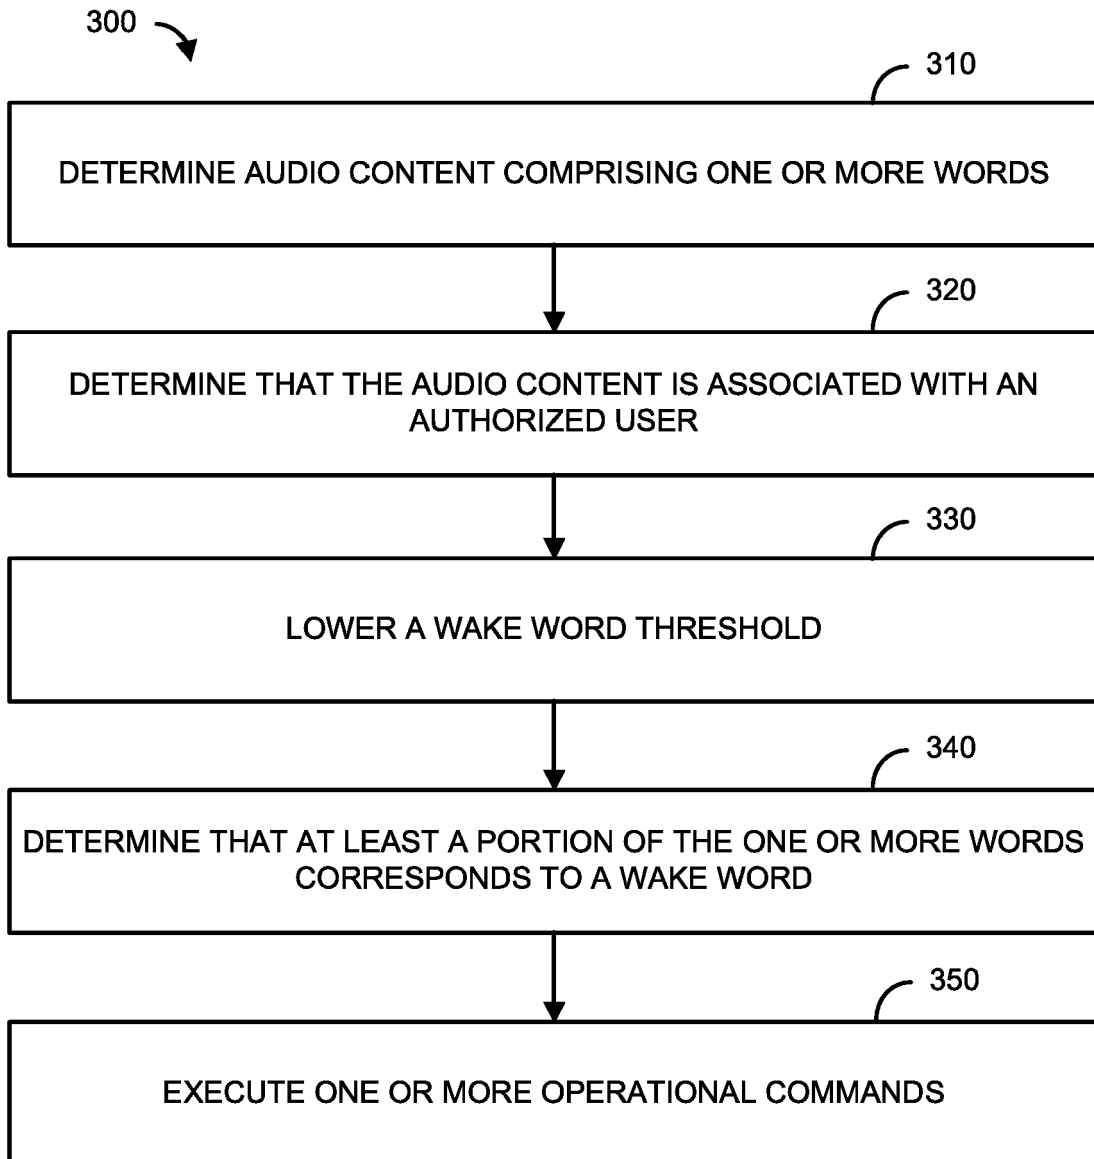 300
310
DETERMINE AUDIO CONTENT COMPRISING ONE OR MORE WORDS
320
DETERMINE THAT THE AUDIO CONTENT IS ASSOCIATED WITH AN
AUTHORIZED USER
330
LOWER A WAKE WORD THRESHOLD
340
DETERMINE THAT AT LEAST A PORTION OF THE ONE OR MORE WORDS
CORRESPONDS TO A WAKE WORD
350
EXECUTE ONE OR MORE OPERATIONAL COMMANDS